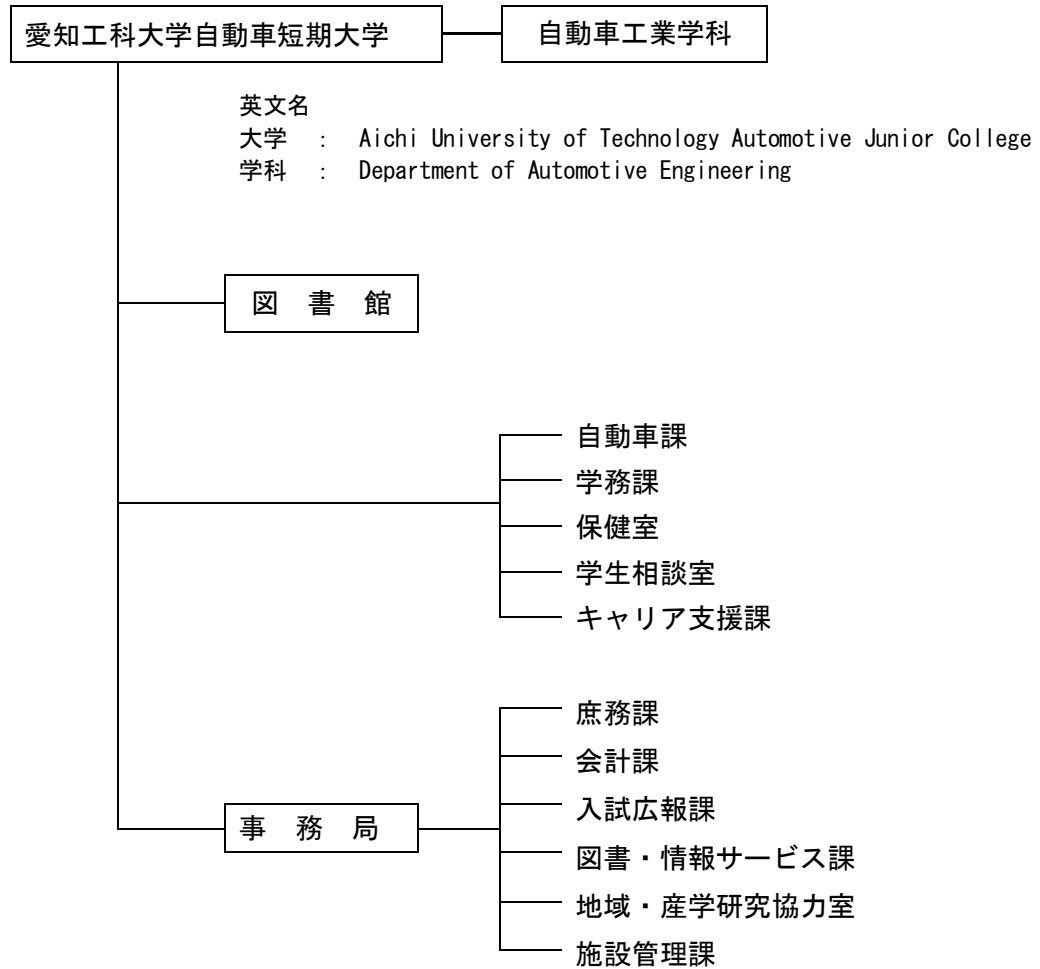 愛知工科大学自動車短期大学
自動車工業学科
英文名
大学 : Aichi University of Technology Automotive Junior College
学科 : Department of Automotive Engineering
図 書 館
自動車課
学務課
保健室
学生相談室
キャリア支援課
庶務課
会計課
入試広報課
事 務 局
図書・情報サービス課
地域・産学研究協力室
施設管理課